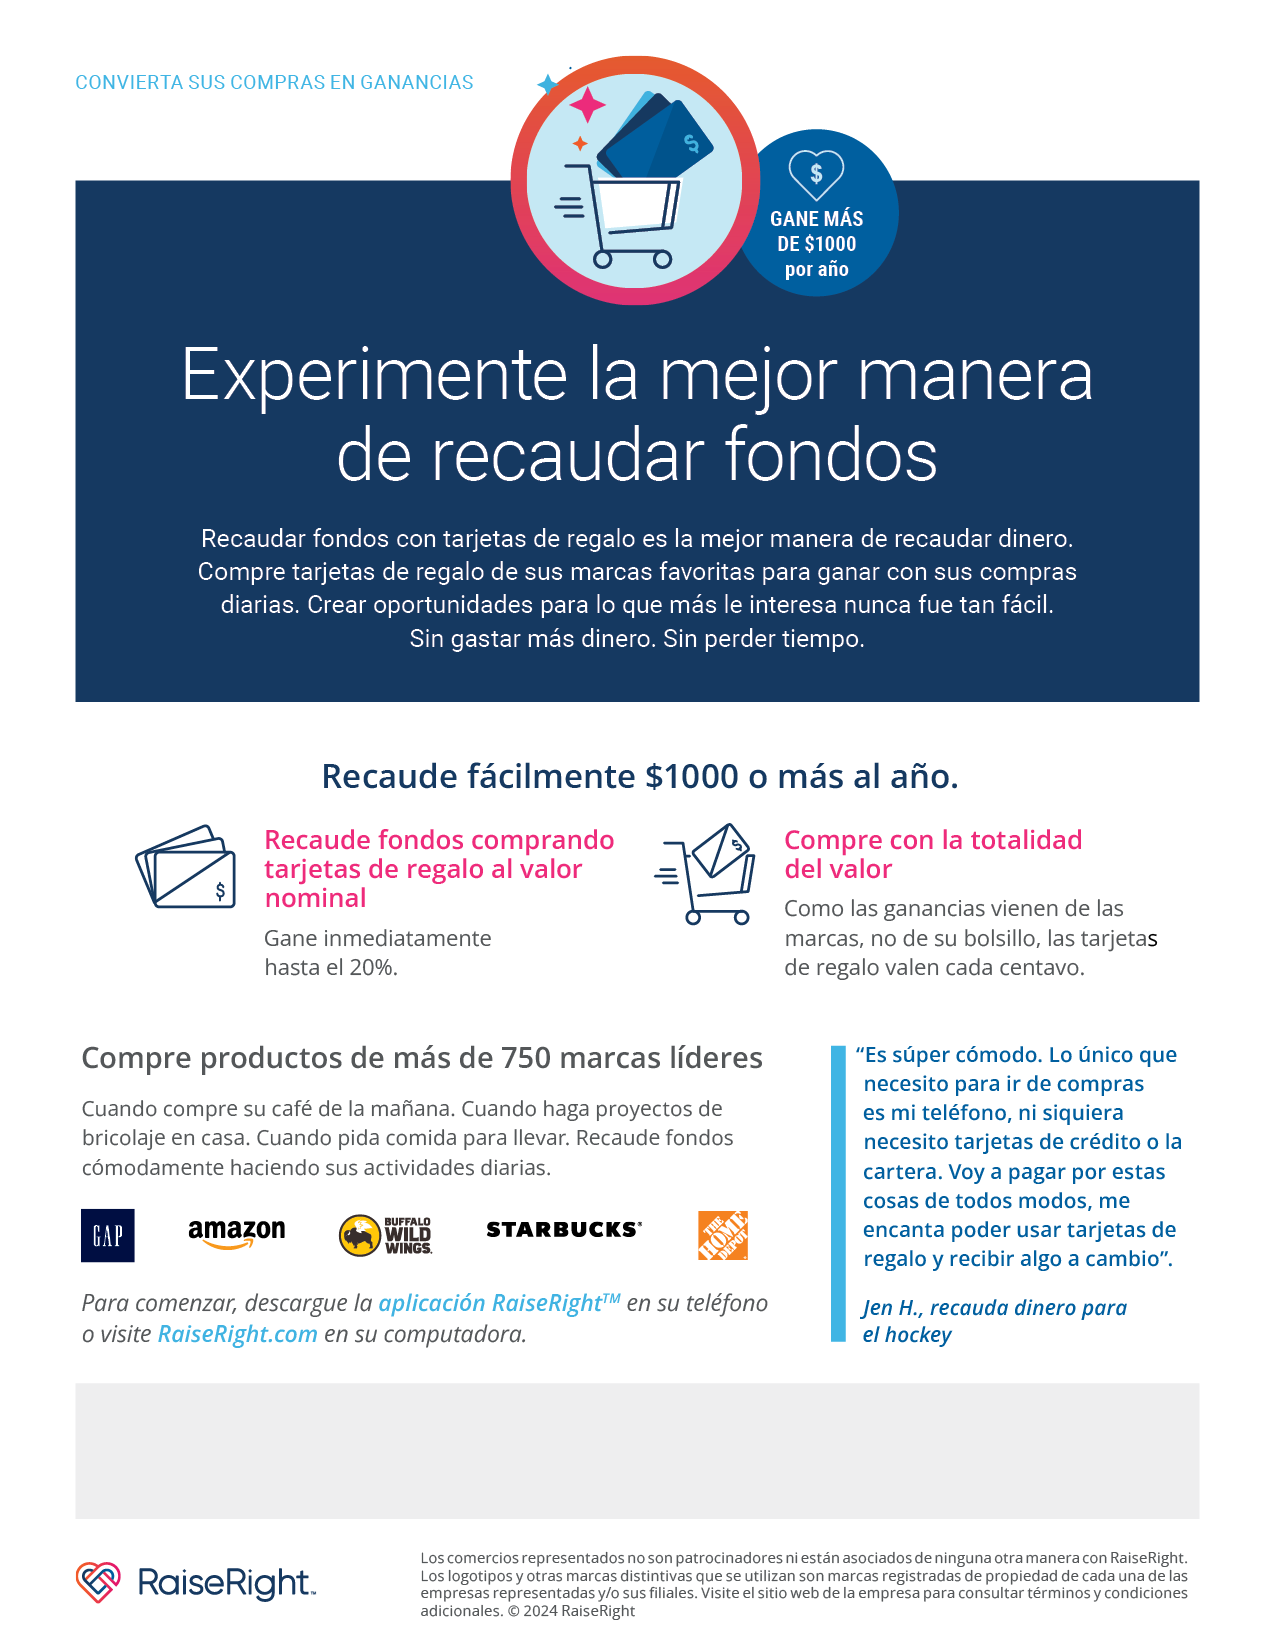 CONVIERTA SUS COMPRAS EN GANANCIAS
$
$
GANE MÁS
DE $1000
por año
Experimente la mejor manera
de recaudar fondos
Recaudar fondos con tarjetas de regalo es la mejor manera de recaudar dinero.
Compre tarjetas de regalo de sus marcas favoritas para ganar con sus compras
diarias. Crear oportunidades para lo que más le interesa nunca fue tan fácil.
Sin gastar más dinero. Sin perder tiempo.
Recaude fácilmente $1000 o más al año.
$
Recaude fondos comprando
tarjetas de regalo al valor
nominal
Gane inmediatamente
hasta el 20%.
$
Compre con la totalidad
del valor
Como las ganancias vienen de las
marcas, no de su bolsillo, las tarjetas
de regalo valen cada centavo.
Compre productos de más de 750 marcas líderes
Cuando compre su café de la mañana. Cuando haga proyectos de
bricolaje en casa. Cuando pida comida para llevar. Recaude fondos
cómodamente haciendo sus actividades diarias.
GAP
amazon
BUFFALO
WILD
WINGS.
STARBUCKS®
THE
HOME
DEPOT
Para comenzar, descargue la aplicación RaiseRight™ en su teléfono
o visite RaiseRight.com en su computadora.
“Es súper cómodo. Lo único que
necesito para ir de compras
es mi teléfono, ni siquiera
necesito tarjetas de crédito o la
cartera. Voy a pagar por estas
cosas de todos modos, me
encanta poder usar tarjetas de
regalo y recibir algo a cambio”.
Jen H., recauda dinero para
el hockey
RaiseRight™
Los comercios representados no son patrocinadores ni están asociados de ninguna otra manera con RaiseRight.
Los logotipos y otras marcas distintivas que se utilizan son marcas registradas de propiedad de cada una de las
empresas representadas y/o sus filiales. Visite el sitio web de la empresa para consultar términos y condiciones
adicionales. © 2024 RaiseRight